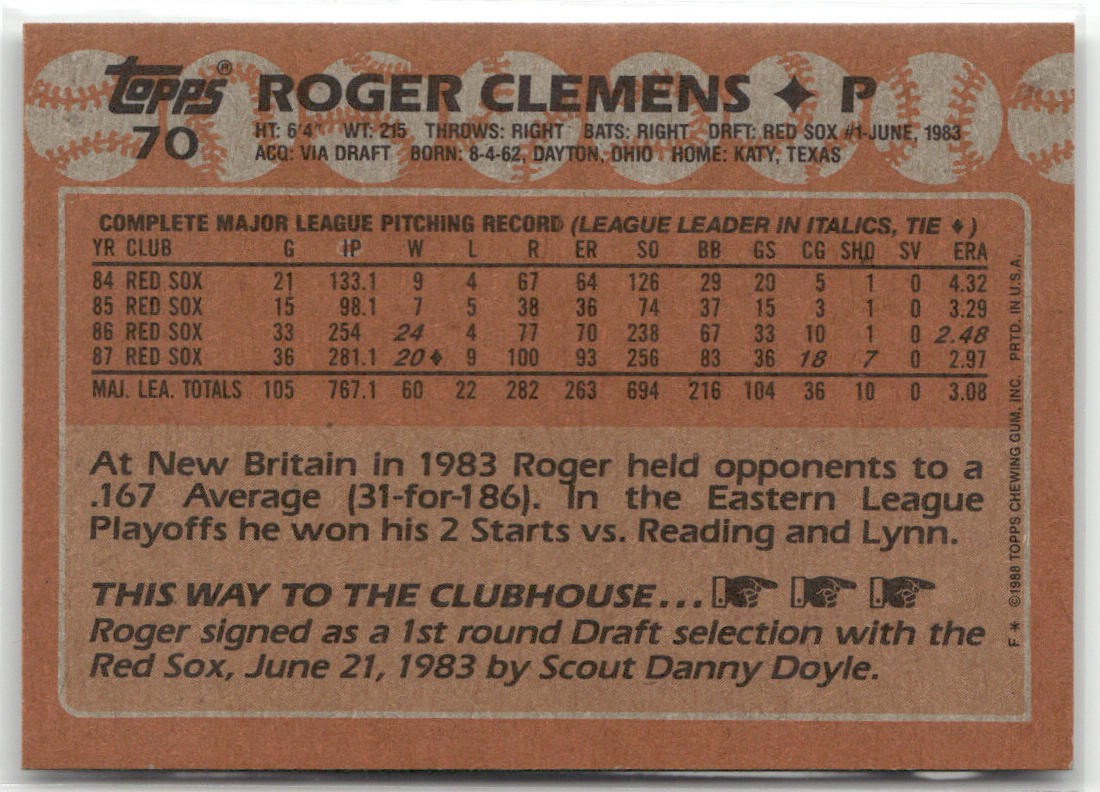 topps® ROGER CLEMENS ✦ P
70 HT: 6'4" WT: 215 THROWS: RIGHT BATS: RIGHT DRFT: RED SOX #1-JUNE, 1983
ACQ: VIA DRAFT BORN: 8-4-62, DAYTON, OHIO HOME: KATY, TEXAS
COMPLETE MAJOR LEAGUE PITCHING RECORD (LEAGUE LEADER IN ITALICS, TIE ♦)
YR CLUB G IP W L R ER SO BB GS CG SHO SV ERA
84 RED SOX 21 133.1 9 4 67 64 126 29 20 5 1 0 4.32
85 RED SOX 15 98.1 7 5 38 36 74 37 15 3 1 0 3.29
86 RED SOX 33 254 24 4 77 70 238 67 33 10 1 0 2.48
87 RED SOX 36 281.1 20♦ 9 100 93 256 83 36 18 7 0 2.97
MAJ. LEA. TOTALS 105 767.1 60 22 282 263 694 216 104 36 10 0 3.08
At New Britain in 1983 Roger held opponents to a
.167 Average (31-for-186). In the Eastern League
Playoffs he won his 2 Starts vs. Reading and Lynn.
THIS WAY TO THE CLUBHOUSE...
Roger signed as a 1st round Draft selection with the
Red Sox, June 21, 1983 by Scout Danny Doyle.
F * ©1988 TOPPS CHEWING GUM, INC. PRTD. IN U.S.A.